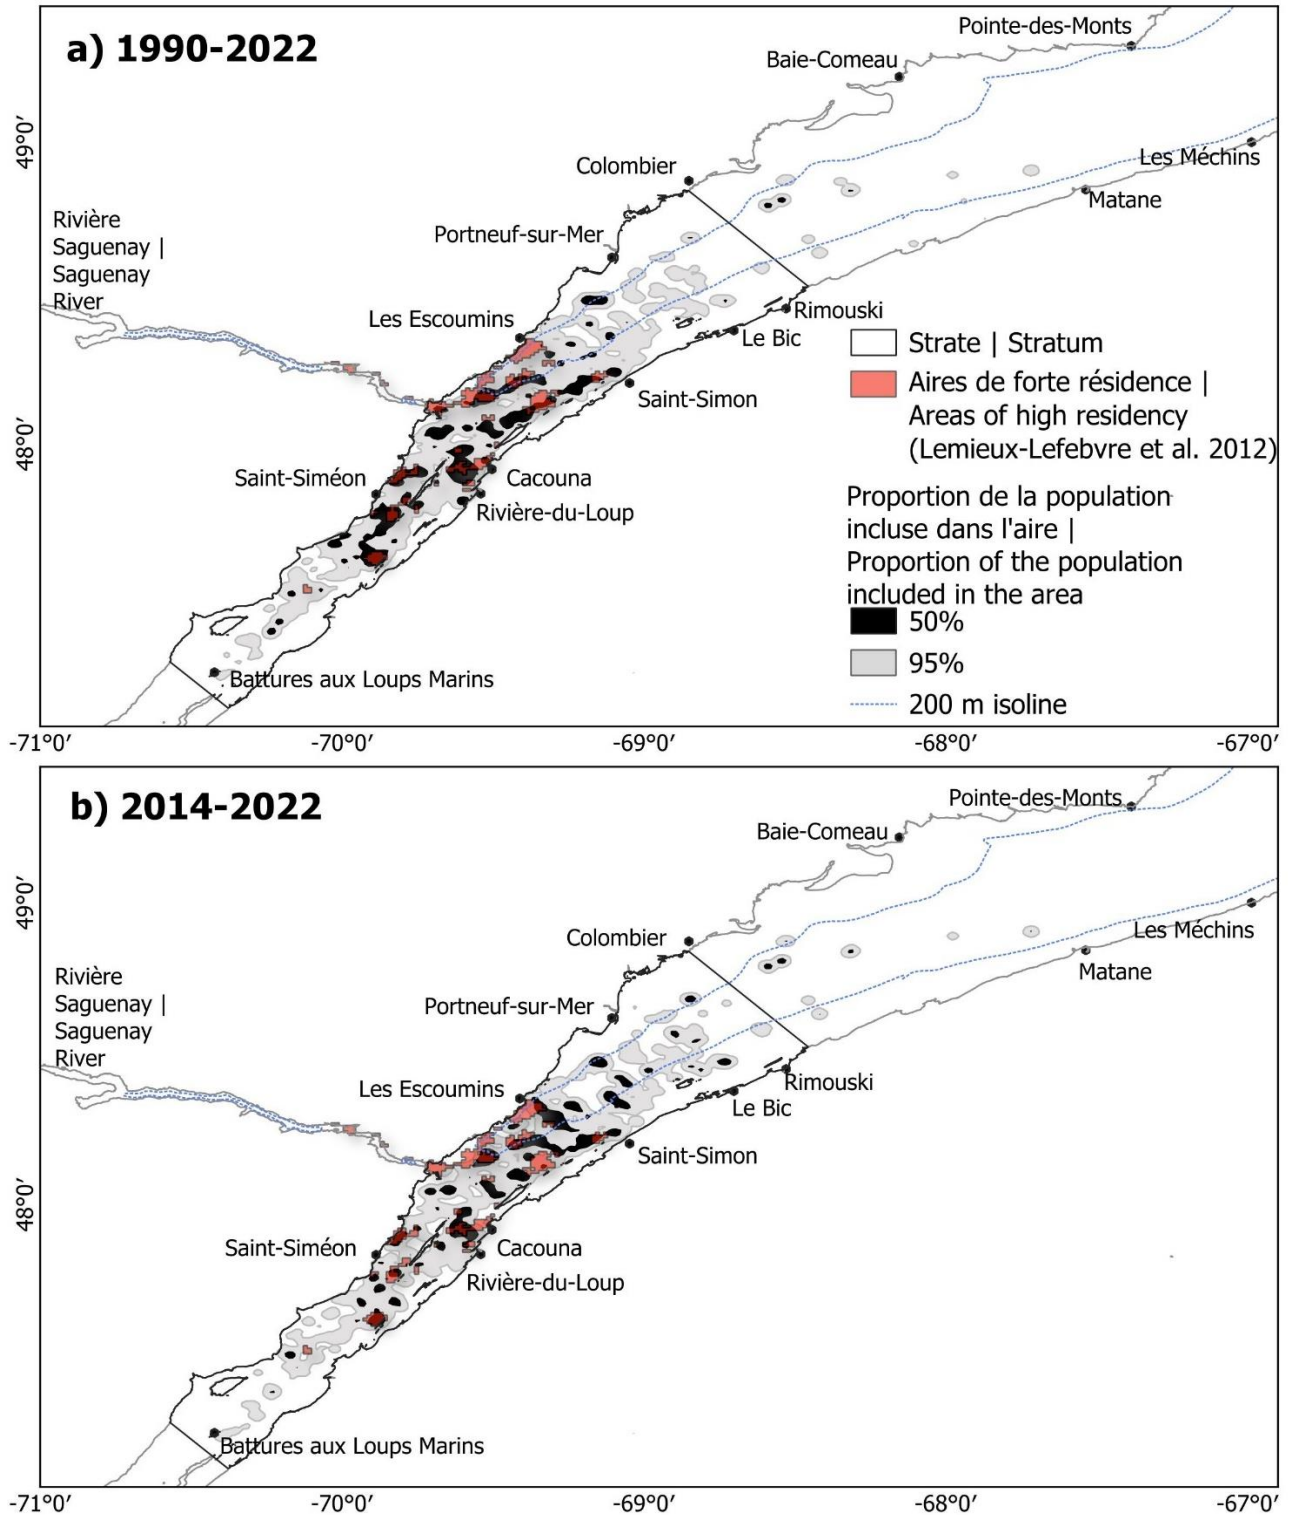 a) 1990-2022
Pointe-des-Monts
Baie-Comeau
49°0′
Les Méchins
Colombier
Matane
Rivière
Saguenay |
Saguenay
River
Portneuf-sur-Mer
Les Escoumins
Rimouski
Le Bic
Strate | Stratum
Aires de forte résidence |
Areas of high residency
(Lemieux-Lefebvre et al. 2012)
Saint-Simon
48°0′
Saint-Siméon
Cacouna
Rivière-du-Loup
Proportion de la population
incluse dans l'aire |
Proportion of the population
included in the area
50%
95%
200 m isoline
Battures aux Loups Marins
-71°0′ -70°0′ -69°0′ -68°0′ -67°0′
b) 2014-2022
Pointe-des-Monts
Baie-Comeau
49°0′
Les Méchins
Colombier
Matane
Rivière
Saguenay |
Saguenay
River
Portneuf-sur-Mer
Les Escoumins
Rimouski
Le Bic
Saint-Simon
48°0′
Saint-Siméon
Cacouna
Rivière-du-Loup
Battures aux Loups Marins
-71°0′ -70°0′ -69°0′ -68°0′ -67°0′